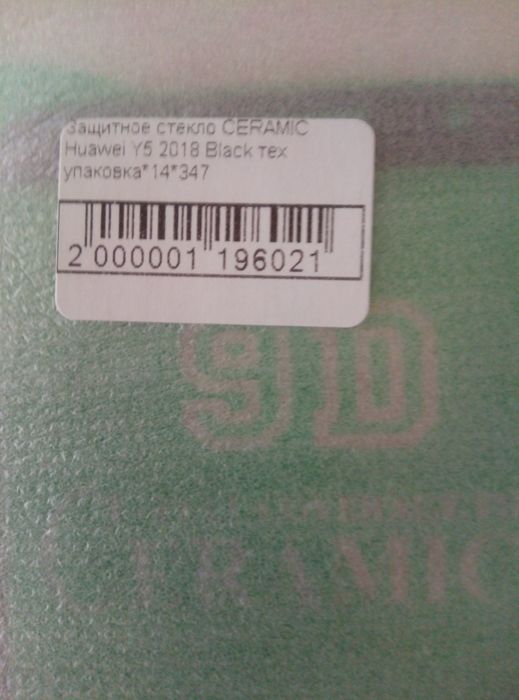 Защитное стекло CERAMIC
Huawei Y5 2018 Black тех
упаковка*14*347
2 000001 196021
9D
CERAMIC